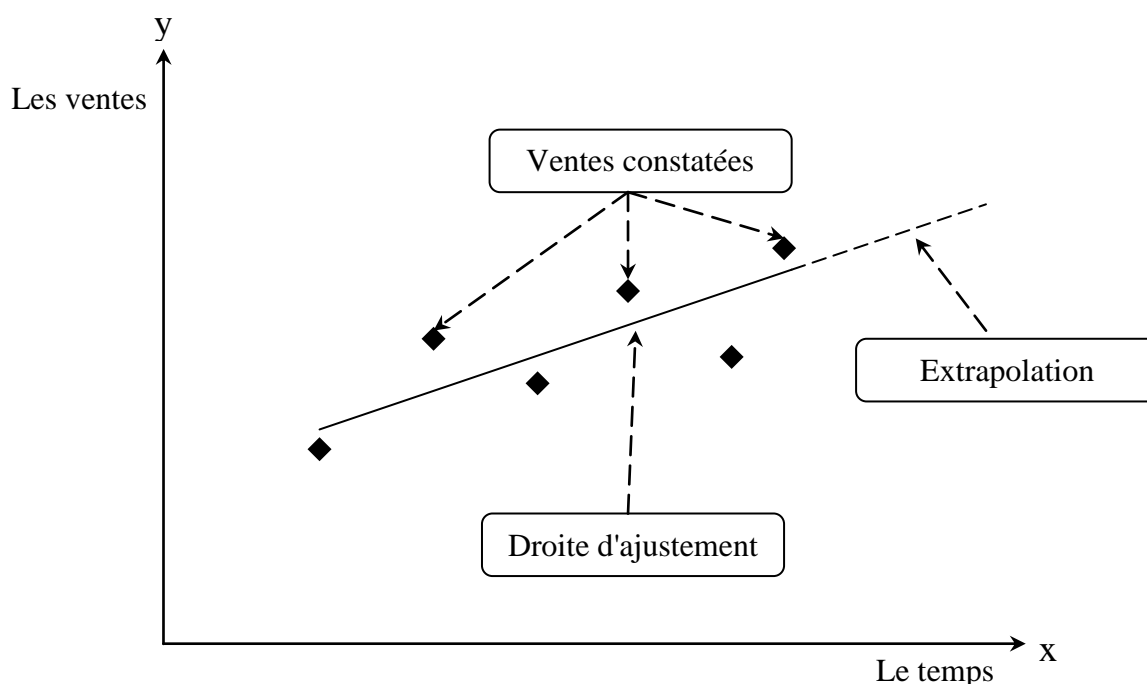 y
Les ventes
Ventes constatées
Extrapolation
Droite d'ajustement
x
Le temps